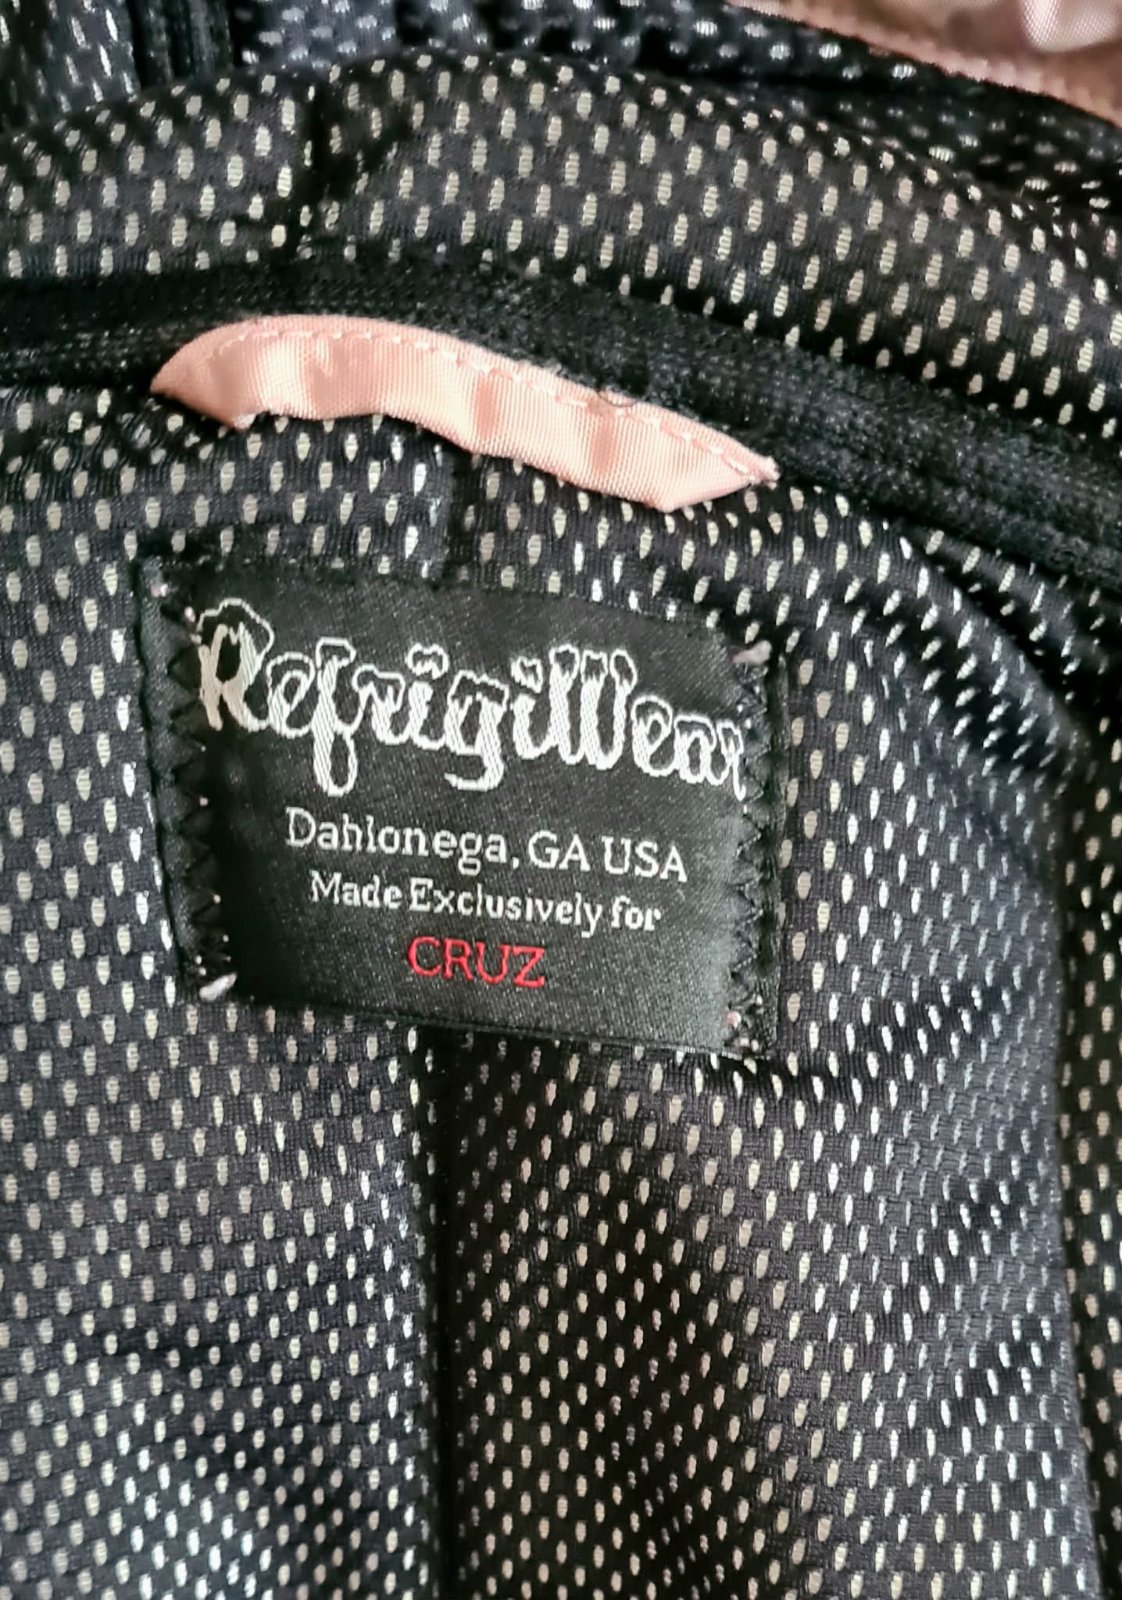 RefrigiWear
Dahlonega, GA USA
Made Exclusively for
CRUZ